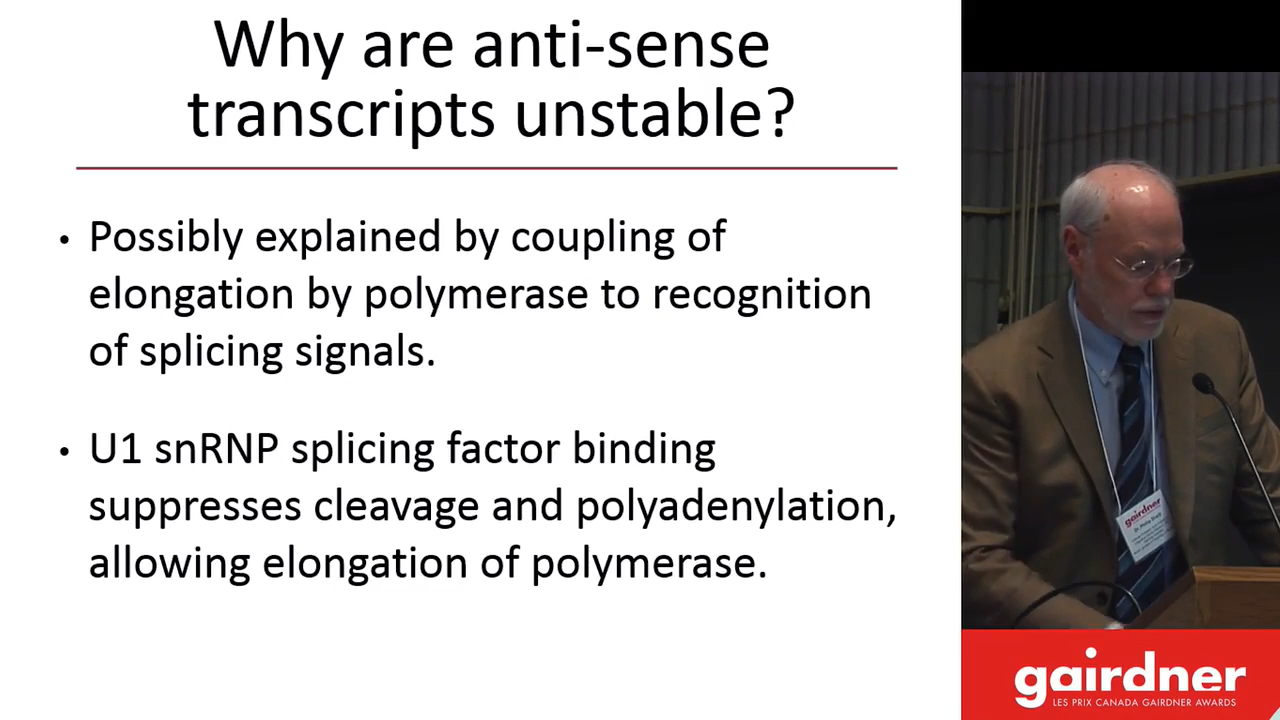 Why are anti-sense
transcripts unstable?
• Possibly explained by coupling of
elongation by polymerase to recognition
of splicing signals.
• U1 snRNP splicing factor binding
suppresses cleavage and polyadenylation,
allowing elongation of polymerase.
gairdner
gairdner
LES PRIX CANADA GAIRDNER AWARDS